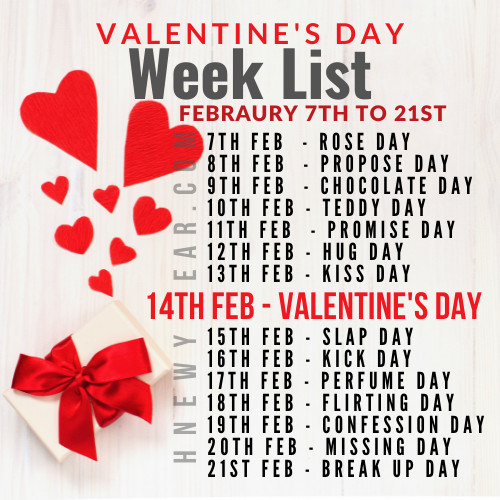 VALENTINE'S DAY
Week List
FEBRAURY 7TH TO 21ST
7TH FEB - ROSE DAY
8TH FEB - PROPOSE DAY
9TH FEB - CHOCOLATE DAY
10TH FEB - TEDDY DAY
11TH FEB - PROMISE DAY
12TH FEB - HUG DAY
13TH FEB - KISS DAY
14TH FEB - VALENTINE'S DAY
15TH FEB - SLAP DAY
16TH FEB - KICK DAY
17TH FEB - PERFUME DAY
18TH FEB - FLIRTING DAY
19TH FEB - CONFESSION DAY
20TH FEB - MISSING DAY
21ST FEB - BREAK UP DAY
HNEWY EAR.COM